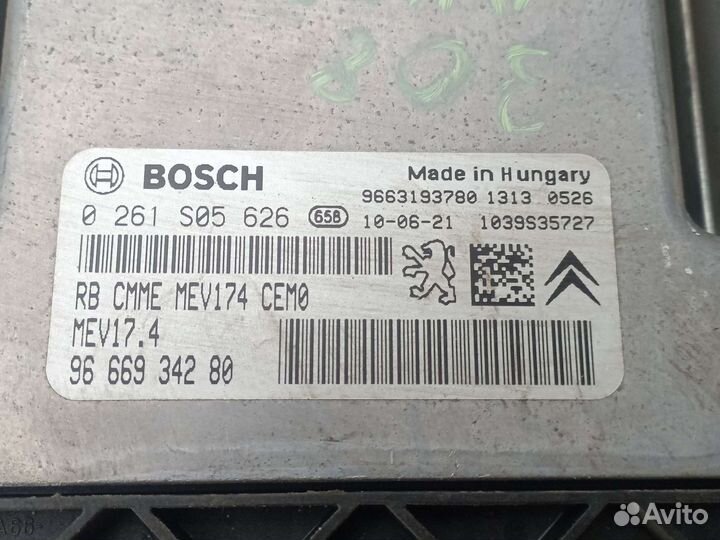 308
BOSCH
Made in Hungary
9663193780 1313 0526
0 261 S05 626 658 10-06-21 1039S35727
RB CMME MEV174 CEM0
MEV17.4
96 669 342 80
Avito